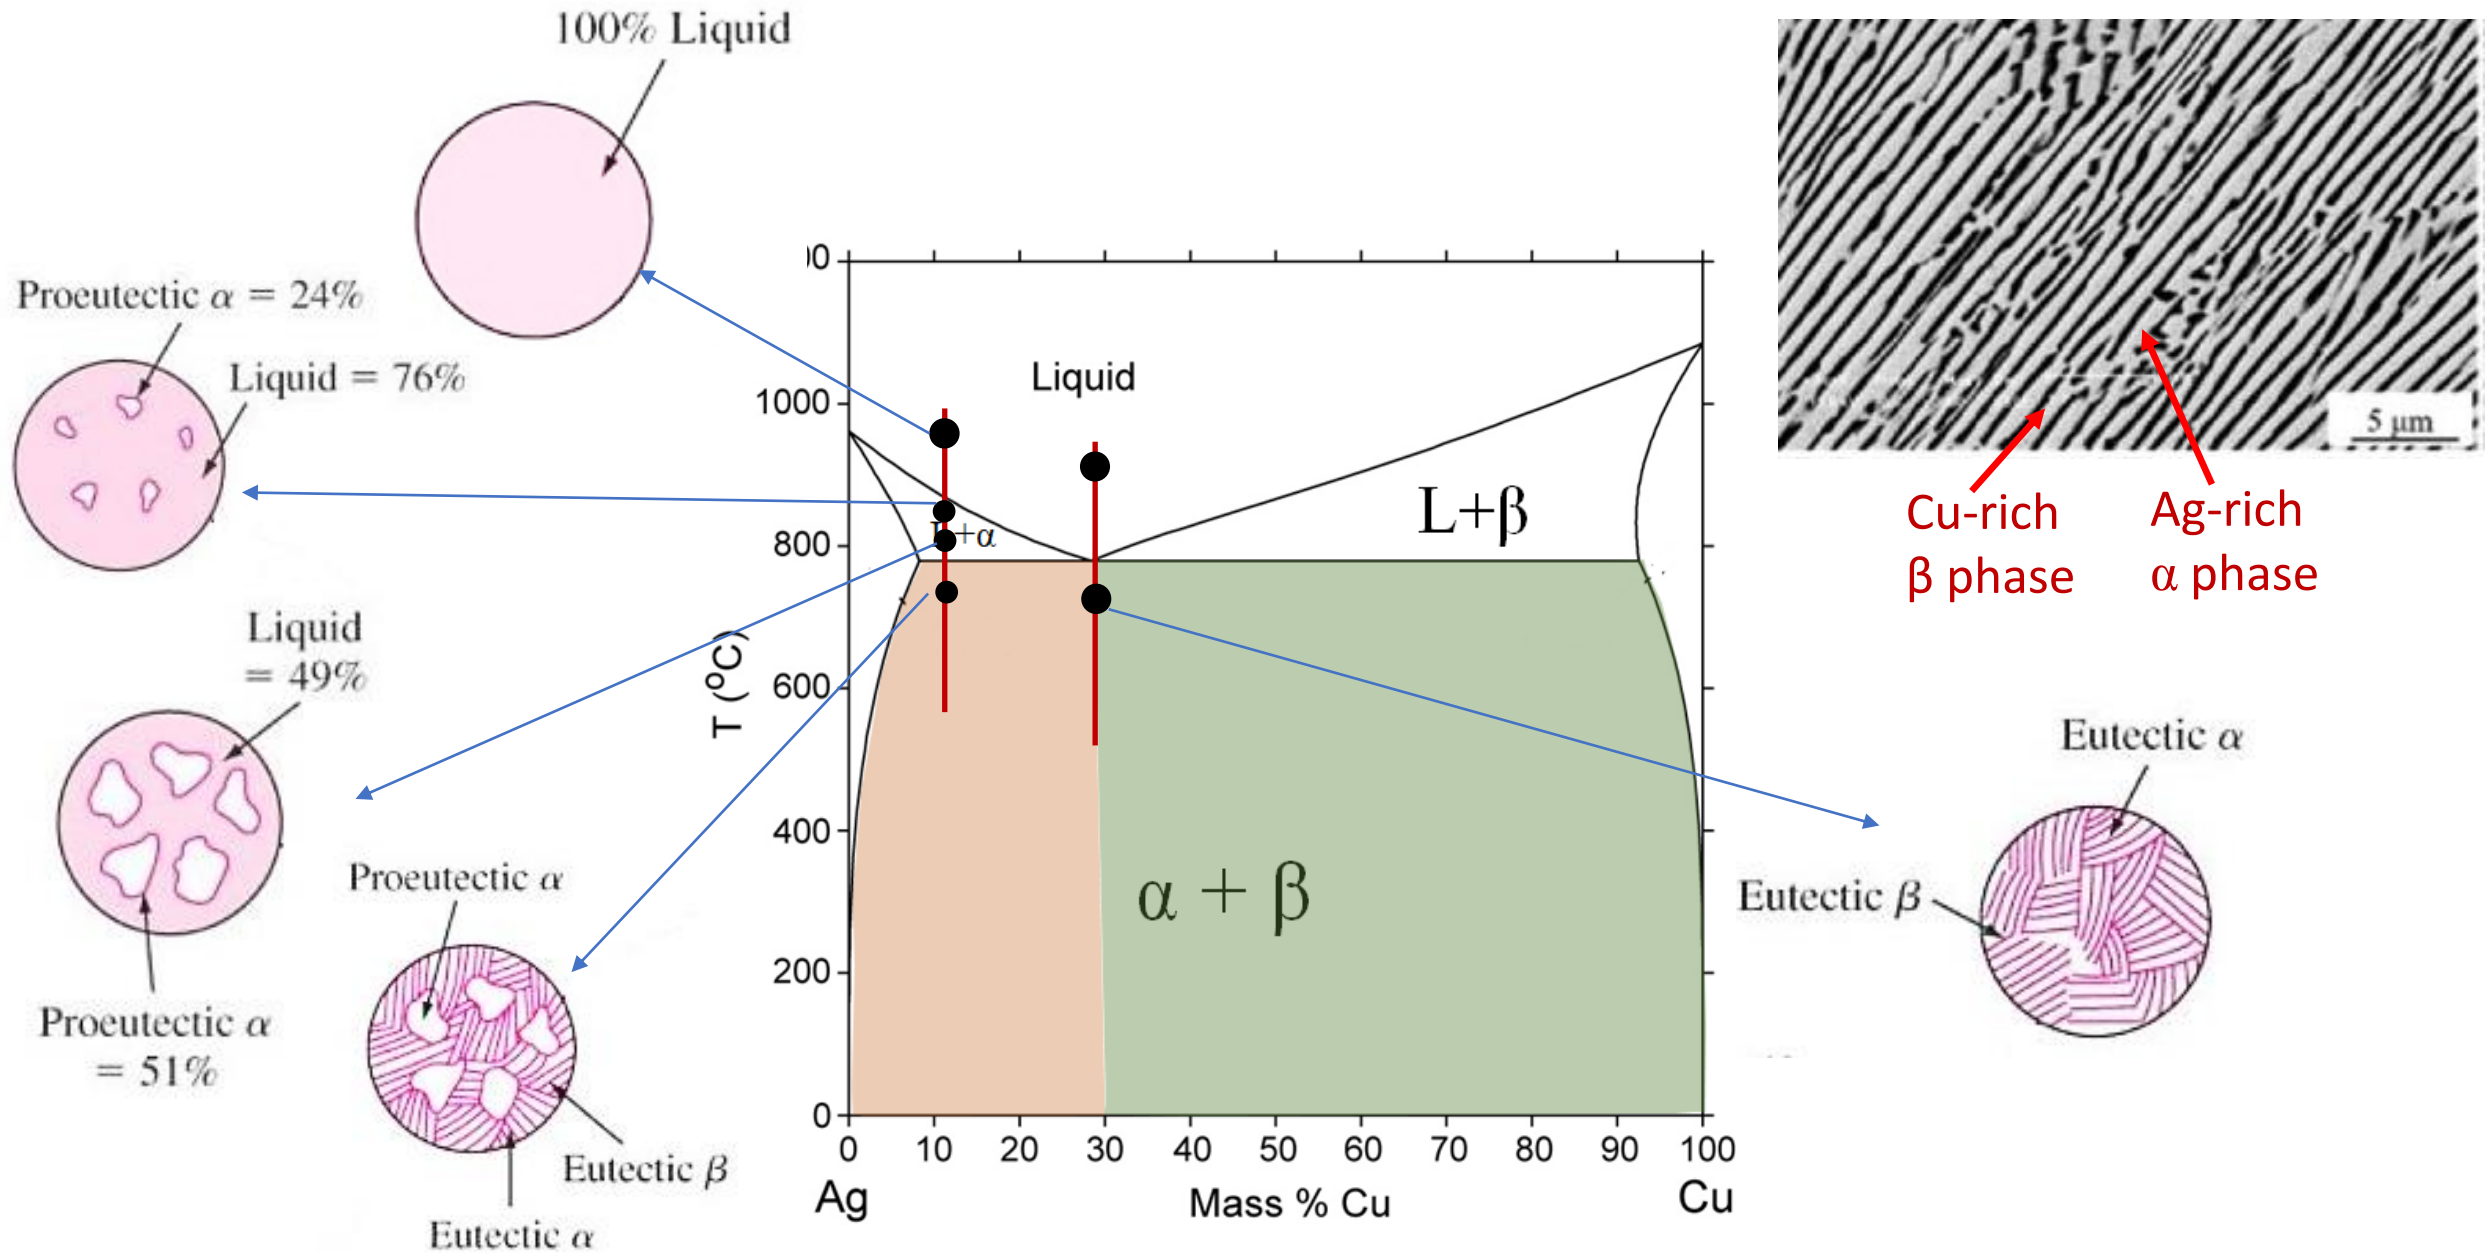 100% Liquid
Proeutectic α = 24%
Liquid = 76%
Liquid
= 49%
Proeutectic α
= 51%
Proeutectic α
Eutectic β
Eutectic α
00
1000
800
600
400
200
0
T (°C)
0 10 20 30 40 50 60 70 80 90 100
Ag
Mass % Cu
Cu
Liquid
L+α
L+β
α + β
5 μm
Cu-rich
β phase
Ag-rich
α phase
Eutectic α
Eutectic β